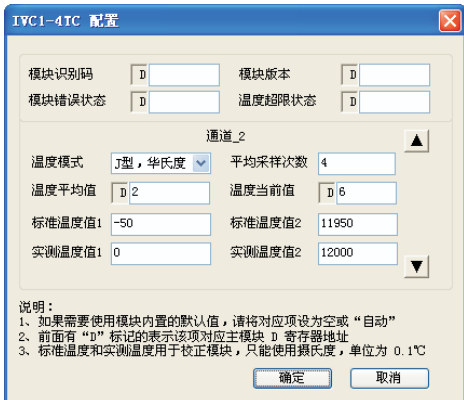 IVC1-4TC 配置
模块识别码 D 模块版本 D
模块错误状态 D 温度超限状态 D
通道_2
温度模式 J型，华氏度 平均采样次数 4
温度平均值 D 2 温度当前值 D 6
标准温度值1 -50 标准温度值2 11950
实测温度值1 0 实测温度值2 12000
说明：
1、如果需要使用模块内置的默认值，请将对应项设为空或“自动”
2、前面有“D”标记的表示该项对应主模块 D 寄存器地址
3、标准温度和实测温度用于校正模块，只能使用摄氏度，单位为 0.1℃
确定 取消